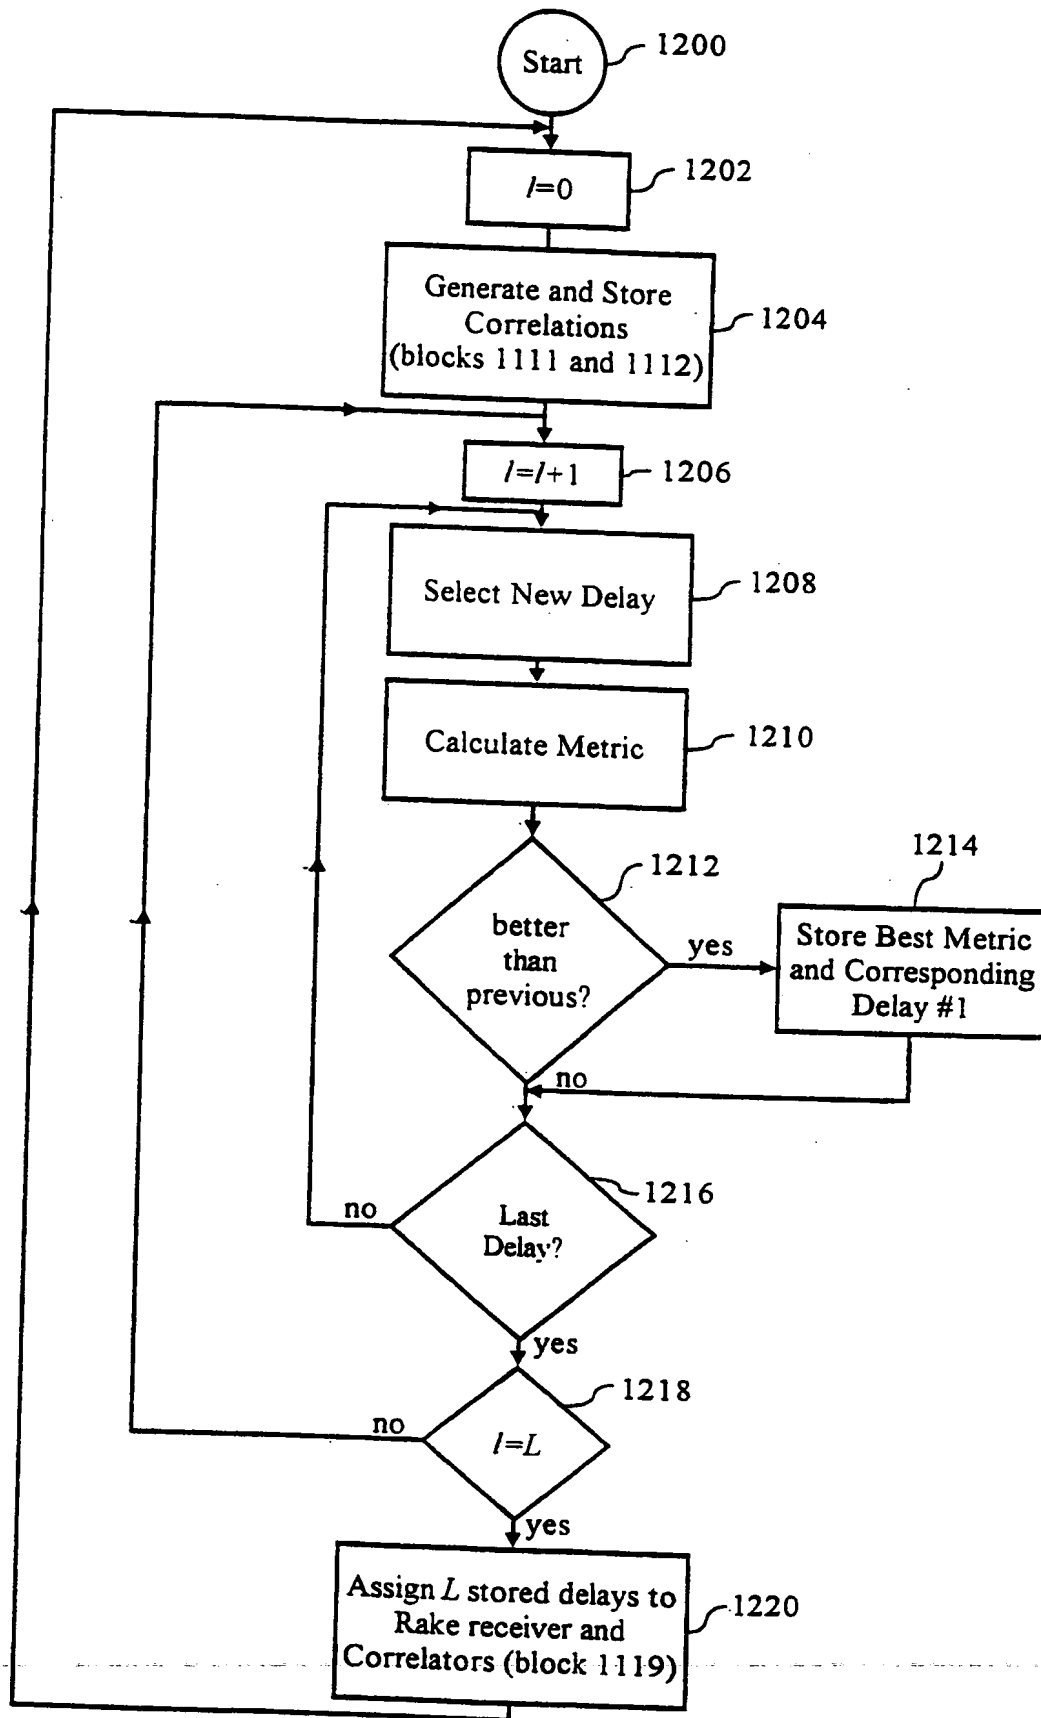 Start
1200
l=0
1202
Generate and Store
Correlations
(blocks 1111 and 1112)
1204
l=l+1
1206
Select New Delay
1208
Calculate Metric
1210
better
than
previous?
1212
yes
1214
Store Best Metric
and Corresponding
Delay #1
no
Last
Delay?
1216
no
yes
l=L
1218
no
yes
Assign L stored delays to
Rake receiver and
Correlators (block 1119)
1220